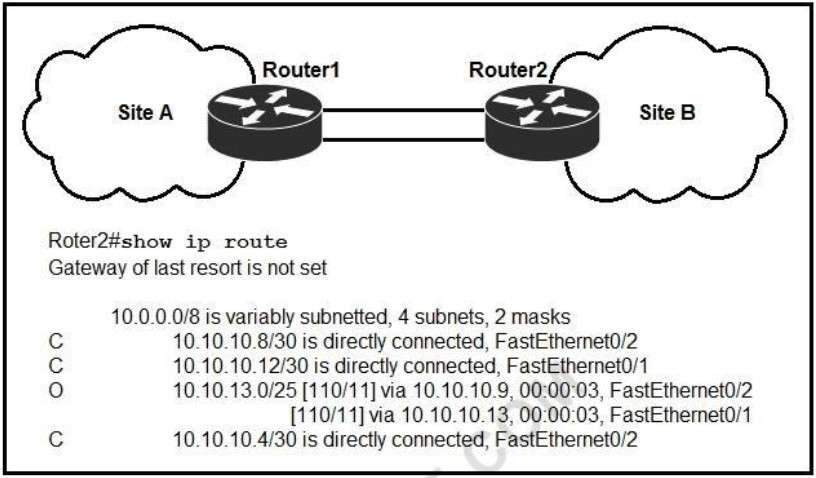 Router1 Router2
Site A Site B
Roter2#show ip route
Gateway of last resort is not set
10.0.0.0/8 is variably subnetted, 4 subnets, 2 masks
C 10.10.10.8/30 is directly connected, FastEthernet0/2
C 10.10.10.12/30 is directly connected, FastEthernet0/1
O 10.10.13.0/25 [110/11] via 10.10.10.9, 00:00:03, FastEthernet0/2
[110/11] via 10.10.10.13, 00:00:03, FastEthernet0/1
C 10.10.10.4/30 is directly connected, FastEthernet0/2